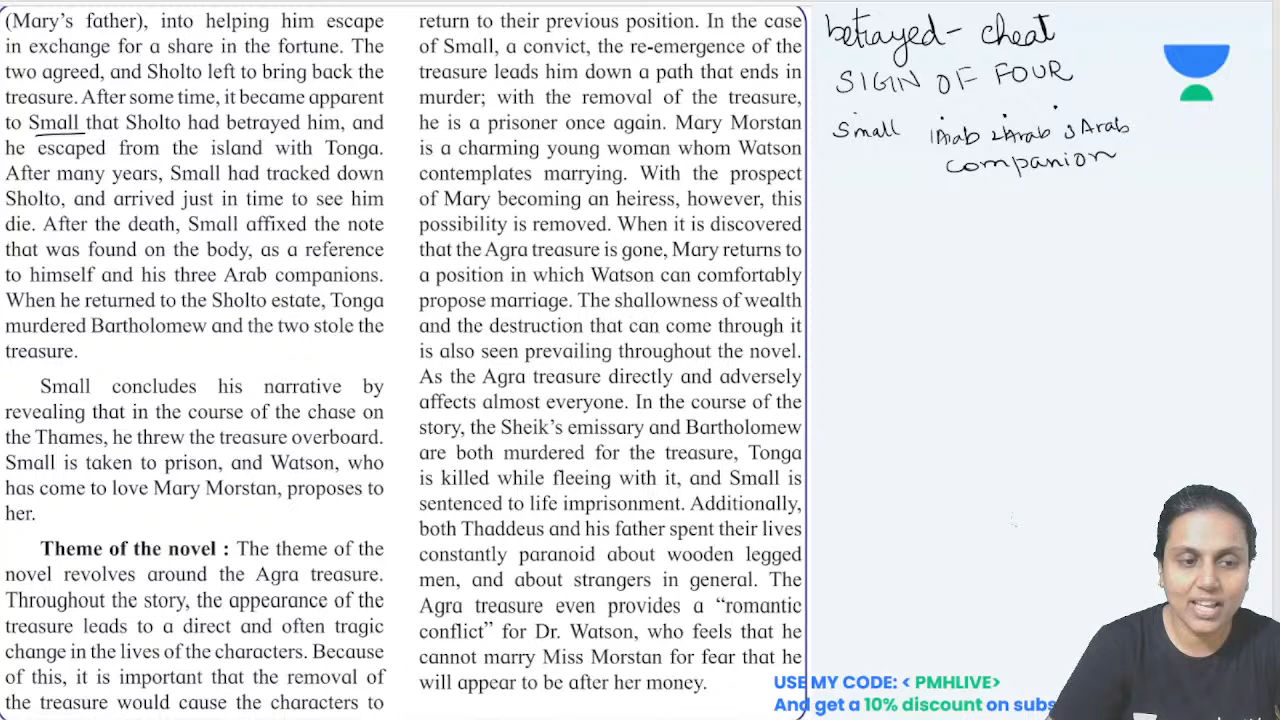 (Mary's father), into helping him escape
in exchange for a share in the fortune. The
two agreed, and Sholto left to bring back the
treasure. After some time, it became apparent
to Small that Sholto had betrayed him, and
he escaped from the island with Tonga.
After many years, Small had tracked down
Sholto, and arrived just in time to see him
die. After the death, Small affixed the note
that was found on the body, as a reference
to himself and his three Arab companions.
When he returned to the Sholto estate, Tonga
murdered Bartholomew and the two stole the
treasure.
Small concludes his narrative by
revealing that in the course of the chase on
the Thames, he threw the treasure overboard.
Small is taken to prison, and Watson, who
has come to love Mary Morstan, proposes to
her.
Theme of the novel : The theme of the
novel revolves around the Agra treasure.
Throughout the story, the appearance of the
treasure leads to a direct and often tragic
change in the lives of the characters. Because
of this, it is important that the removal of
the treasure would cause the characters to
return to their previous position. In the case
of Small, a convict, the re-emergence of the
treasure leads him down a path that ends in
murder; with the removal of the treasure,
he is a prisoner once again. Mary Morstan
is a charming young woman whom Watson
contemplates marrying. With the prospect
of Mary becoming an heiress, however, this
possibility is removed. When it is discovered
that the Agra treasure is gone, Mary returns to
a position in which Watson can comfortably
propose marriage. The shallowness of wealth
and the destruction that can come through it
is also seen prevailing throughout the novel.
As the Agra treasure directly and adversely
affects almost everyone. In the course of the
story, the Sheik's emissary and Bartholomew
are both murdered for the treasure, Tonga
is killed while fleeing with it, and Small is
sentenced to life imprisonment. Additionally,
both Thaddeus and his father spent their lives
constantly paranoid about wooden legged
men, and about strangers in general. The
Agra treasure even provides a "romantic
conflict" for Dr. Watson, who feels that he
cannot marry Miss Morstan for fear that he
will appear to be after her money.
betrayed - cheat
SIGIN OF FOUR
Small 1Arab 2Arab 3 Arab
companion
USE MY CODE: < PMHLIVE>
And get a 10% discount on subs